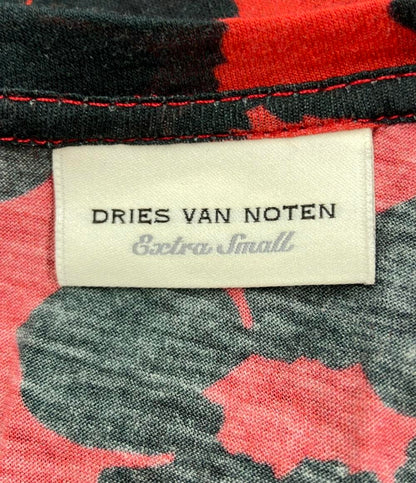 DRIES VAN NOTEN
Extra Small